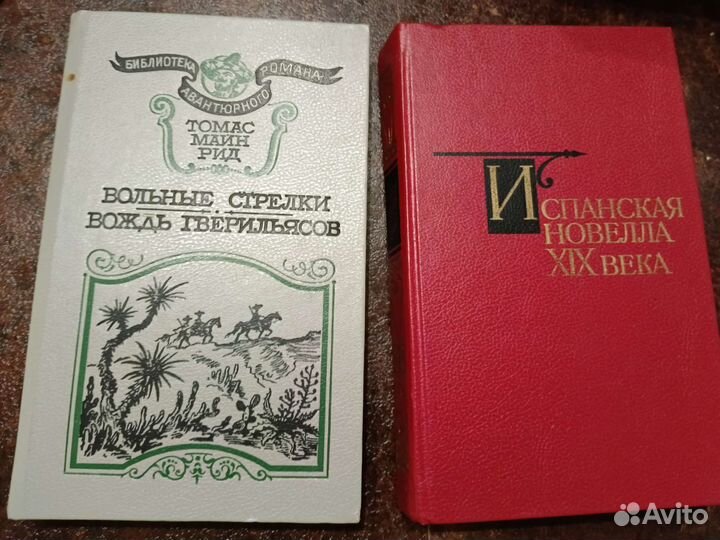 БИБЛИОТЕКА
АВАНТЮРНОГО
РОМАНА
ТОМАС
МАЙН
РИД
ВОЛЬНЫЕ СТРЕЛКИ
ВОЖДЬ ГВЕРИЛЬЯСОВ
ИСПАНСКАЯ
НОВЕЛЛА
XIX ВЕКА
Avito